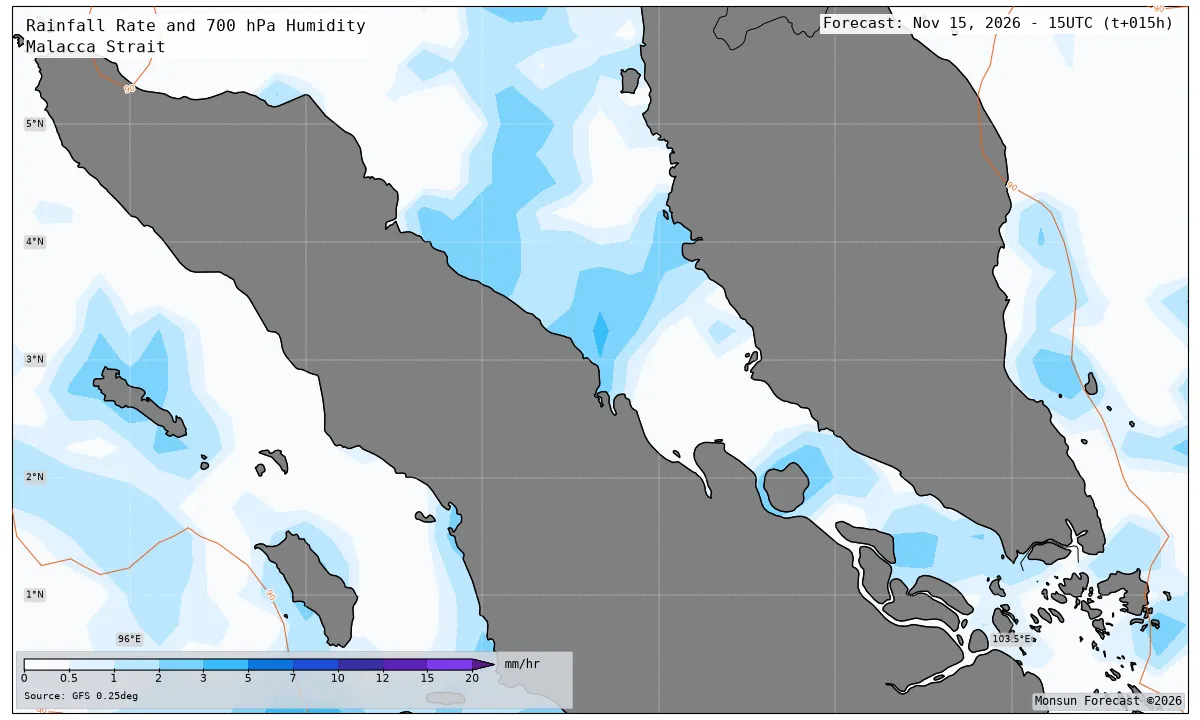 Rainfall Rate and 700 hPa Humidity
Malacca Strait
Forecast: Nov 15, 2026 - 15UTC (t+015h)
90
90
90
90
90
5°N
4°N
3°N
2°N
1°N
96°E
103.5°E
0 0.5 1 2 3 5 7 10 12 15 20
mm/hr
Source: GFS 0.25deg
Monsun Forecast ©2026